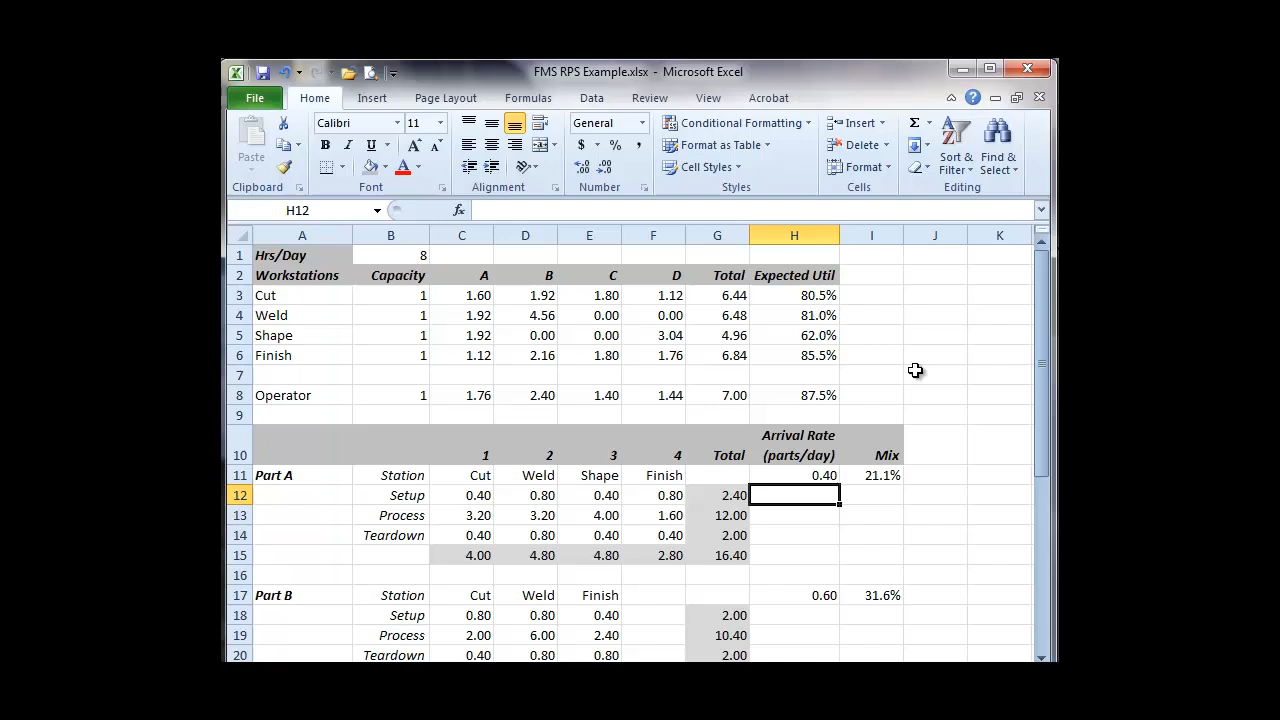 FMS RPS Example.xlsx - Microsoft Excel
File Home Insert Page Layout Formulas Data Review View Acrobat
Calibri 11 General Conditional Formatting Insert
Paste B I U Format as Table Delete Sort & Find &
Cell Styles Format Filter Select
Clipboard Font Alignment Number Styles Cells Editing
H12 fx
A B C D E F G H I J K
1 Hrs/Day 8
2 Workstations Capacity A B C D Total Expected Util
3 Cut 1 1.60 1.92 1.80 1.12 6.44 80.5%
4 Weld 1 1.92 4.56 0.00 0.00 6.48 81.0%
5 Shape 1 1.92 0.00 0.00 3.04 4.96 62.0%
6 Finish 1 1.12 2.16 1.80 1.76 6.84 85.5%
7
8 Operator 1 1.76 2.40 1.40 1.44 7.00 87.5%
9
Arrival Rate
10 1 2 3 4 Total (parts/day) Mix
11 Part A Station Cut Weld Shape Finish 0.40 21.1%
12 Setup 0.40 0.80 0.40 0.80 2.40
13 Process 3.20 3.20 4.00 1.60 12.00
14 Teardown 0.40 0.80 0.40 0.40 2.00
15 4.00 4.80 4.80 2.80 16.40
16
17 Part B Station Cut Weld Finish 0.60 31.6%
18 Setup 0.80 0.80 0.40 2.00
19 Process 2.00 6.00 2.40 10.40
20 Teardown 0.40 0.80 0.80 2.00